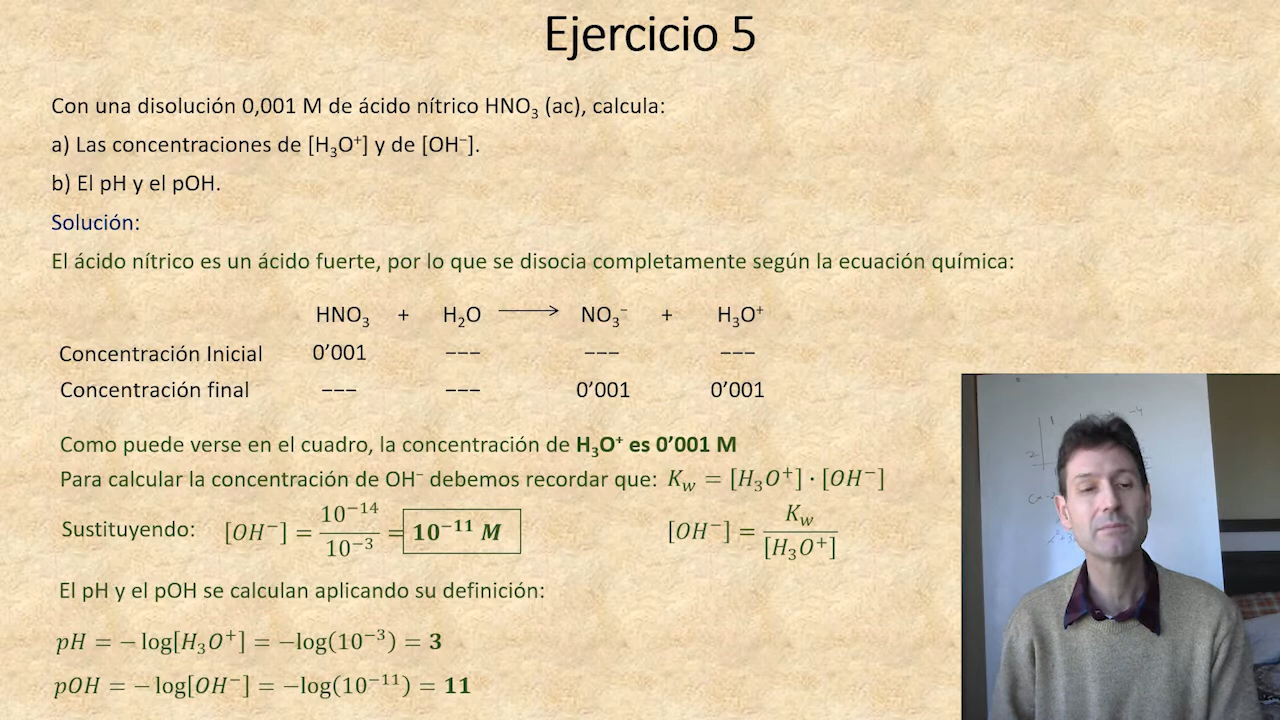 Ejercicio 5
Con una disolución 0,001 M de ácido nítrico HNO₃ (ac), calcula:
a) Las concentraciones de [H₃O⁺] y de [OH⁻].
b) El pH y el pOH.
Solución:
El ácido nítrico es un ácido fuerte, por lo que se disocia completamente según la ecuación química:
HNO₃ + H₂O ⟶ NO₃⁻ + H₃O⁺
Concentración Inicial 0’001 −−− −−− −−−
Concentración final −−− −−− 0’001 0’001
Como puede verse en el cuadro, la concentración de H₃O⁺ es 0’001 M
Para calcular la concentración de OH⁻ debemos recordar que: K_w = [H₃O⁺] · [OH⁻]
Sustituyendo: [OH⁻] = 10⁻¹⁴ / 10⁻³ = 10⁻¹¹ M [OH⁻] = K_w / [H₃O⁺]
El pH y el pOH se calculan aplicando su definición:
pH = − log[H₃O⁺] = −log(10⁻³) = 3
pOH = − log[OH⁻] = −log(10⁻¹¹) = 11